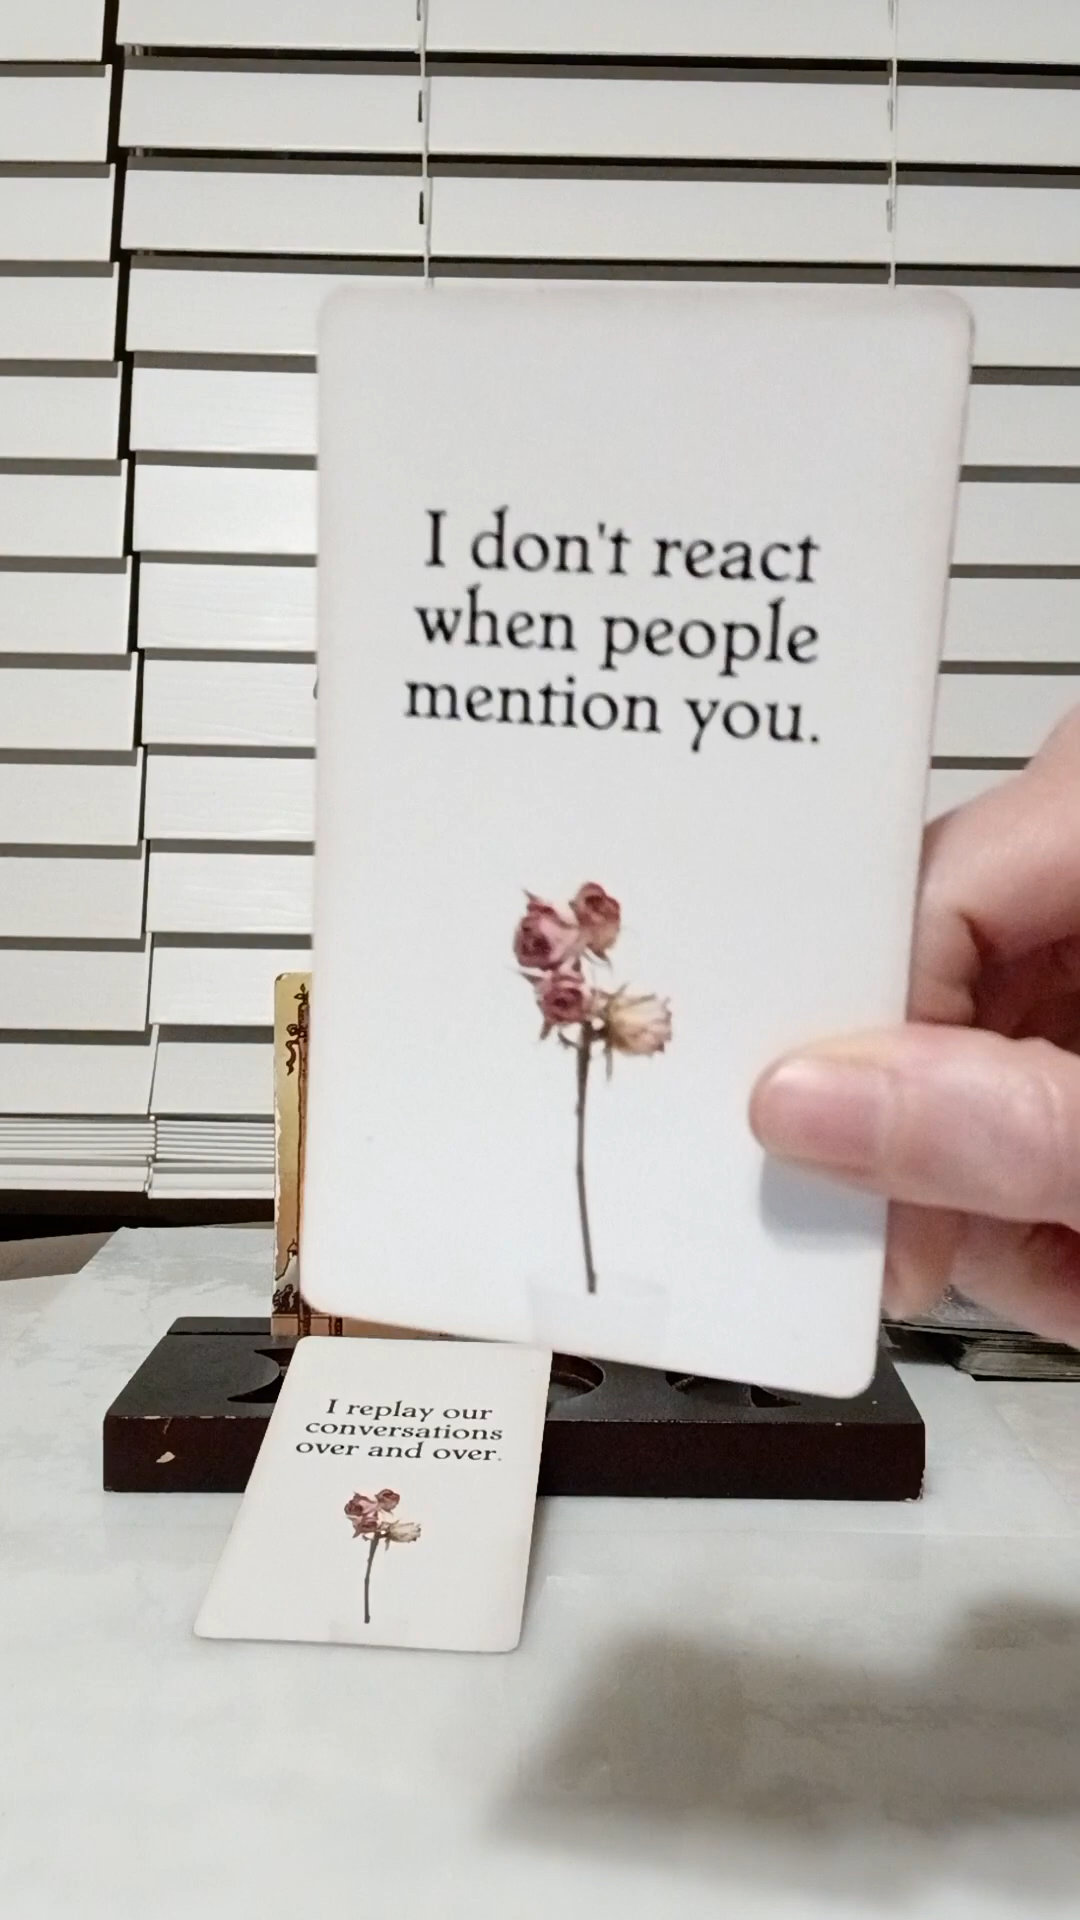 I don't react
when people
mention you.
I replay our
conversations
over and over.